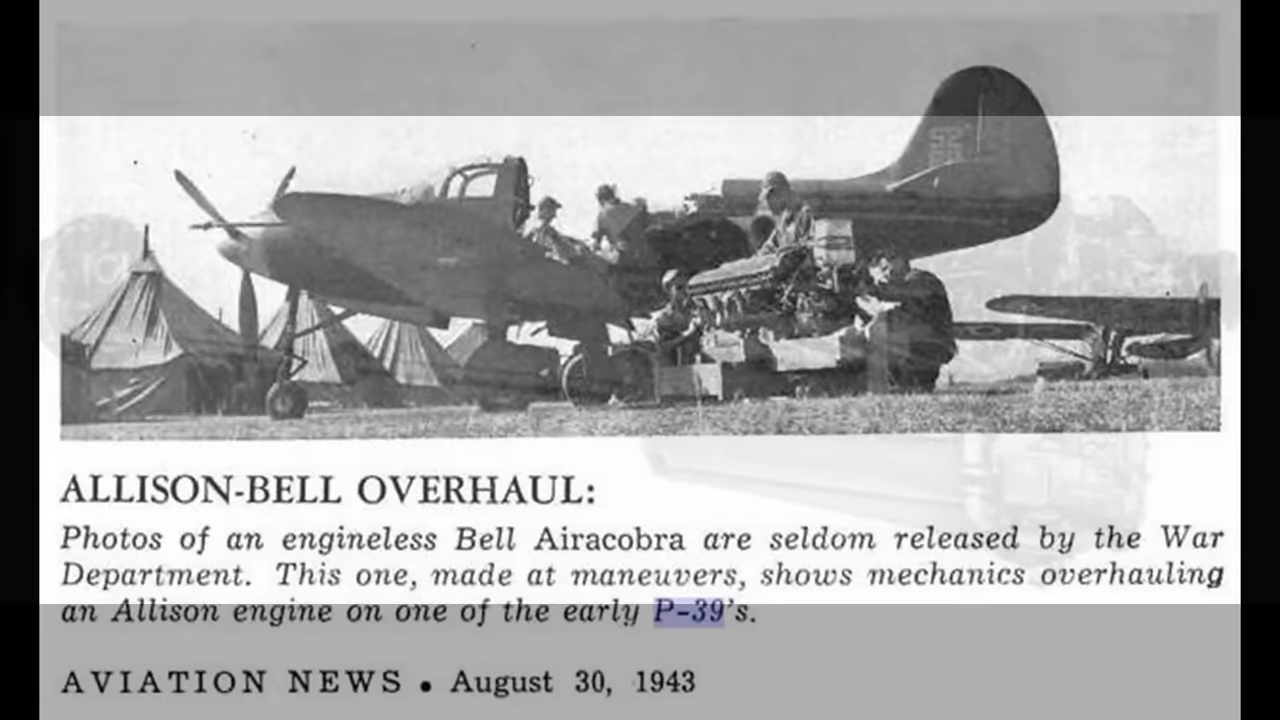 ALLISON-BELL OVERHAUL:
Photos of an engineless Bell Airacobra are seldom released by the War
Department. This one, made at maneuvers, shows mechanics overhauling
an Allison engine on one of the early P-39's.
AVIATION NEWS • August 30, 1943